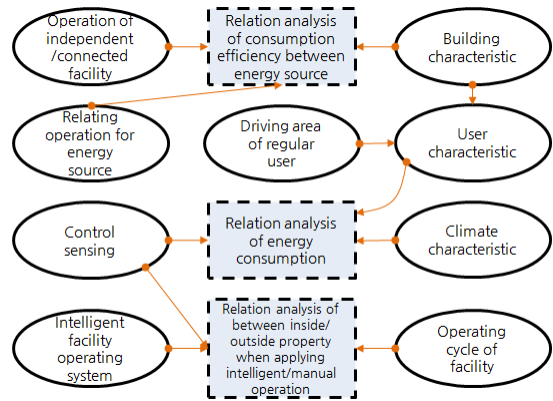 Operation of
independent
/connected
facility
Relation analysis
of consumption
efficiency between
energy source
Building
characteristic
Relating
operation for
energy
source
Driving area
of regular
user
User
characteristic
Control
sensing
Relation analysis
of energy
consumption
Climate
characteristic
Intelligent
facility
operating
system
Relation analysis of
between inside/
outside property
when applying
intelligent/manual
operation
Operating
cycle of
facility